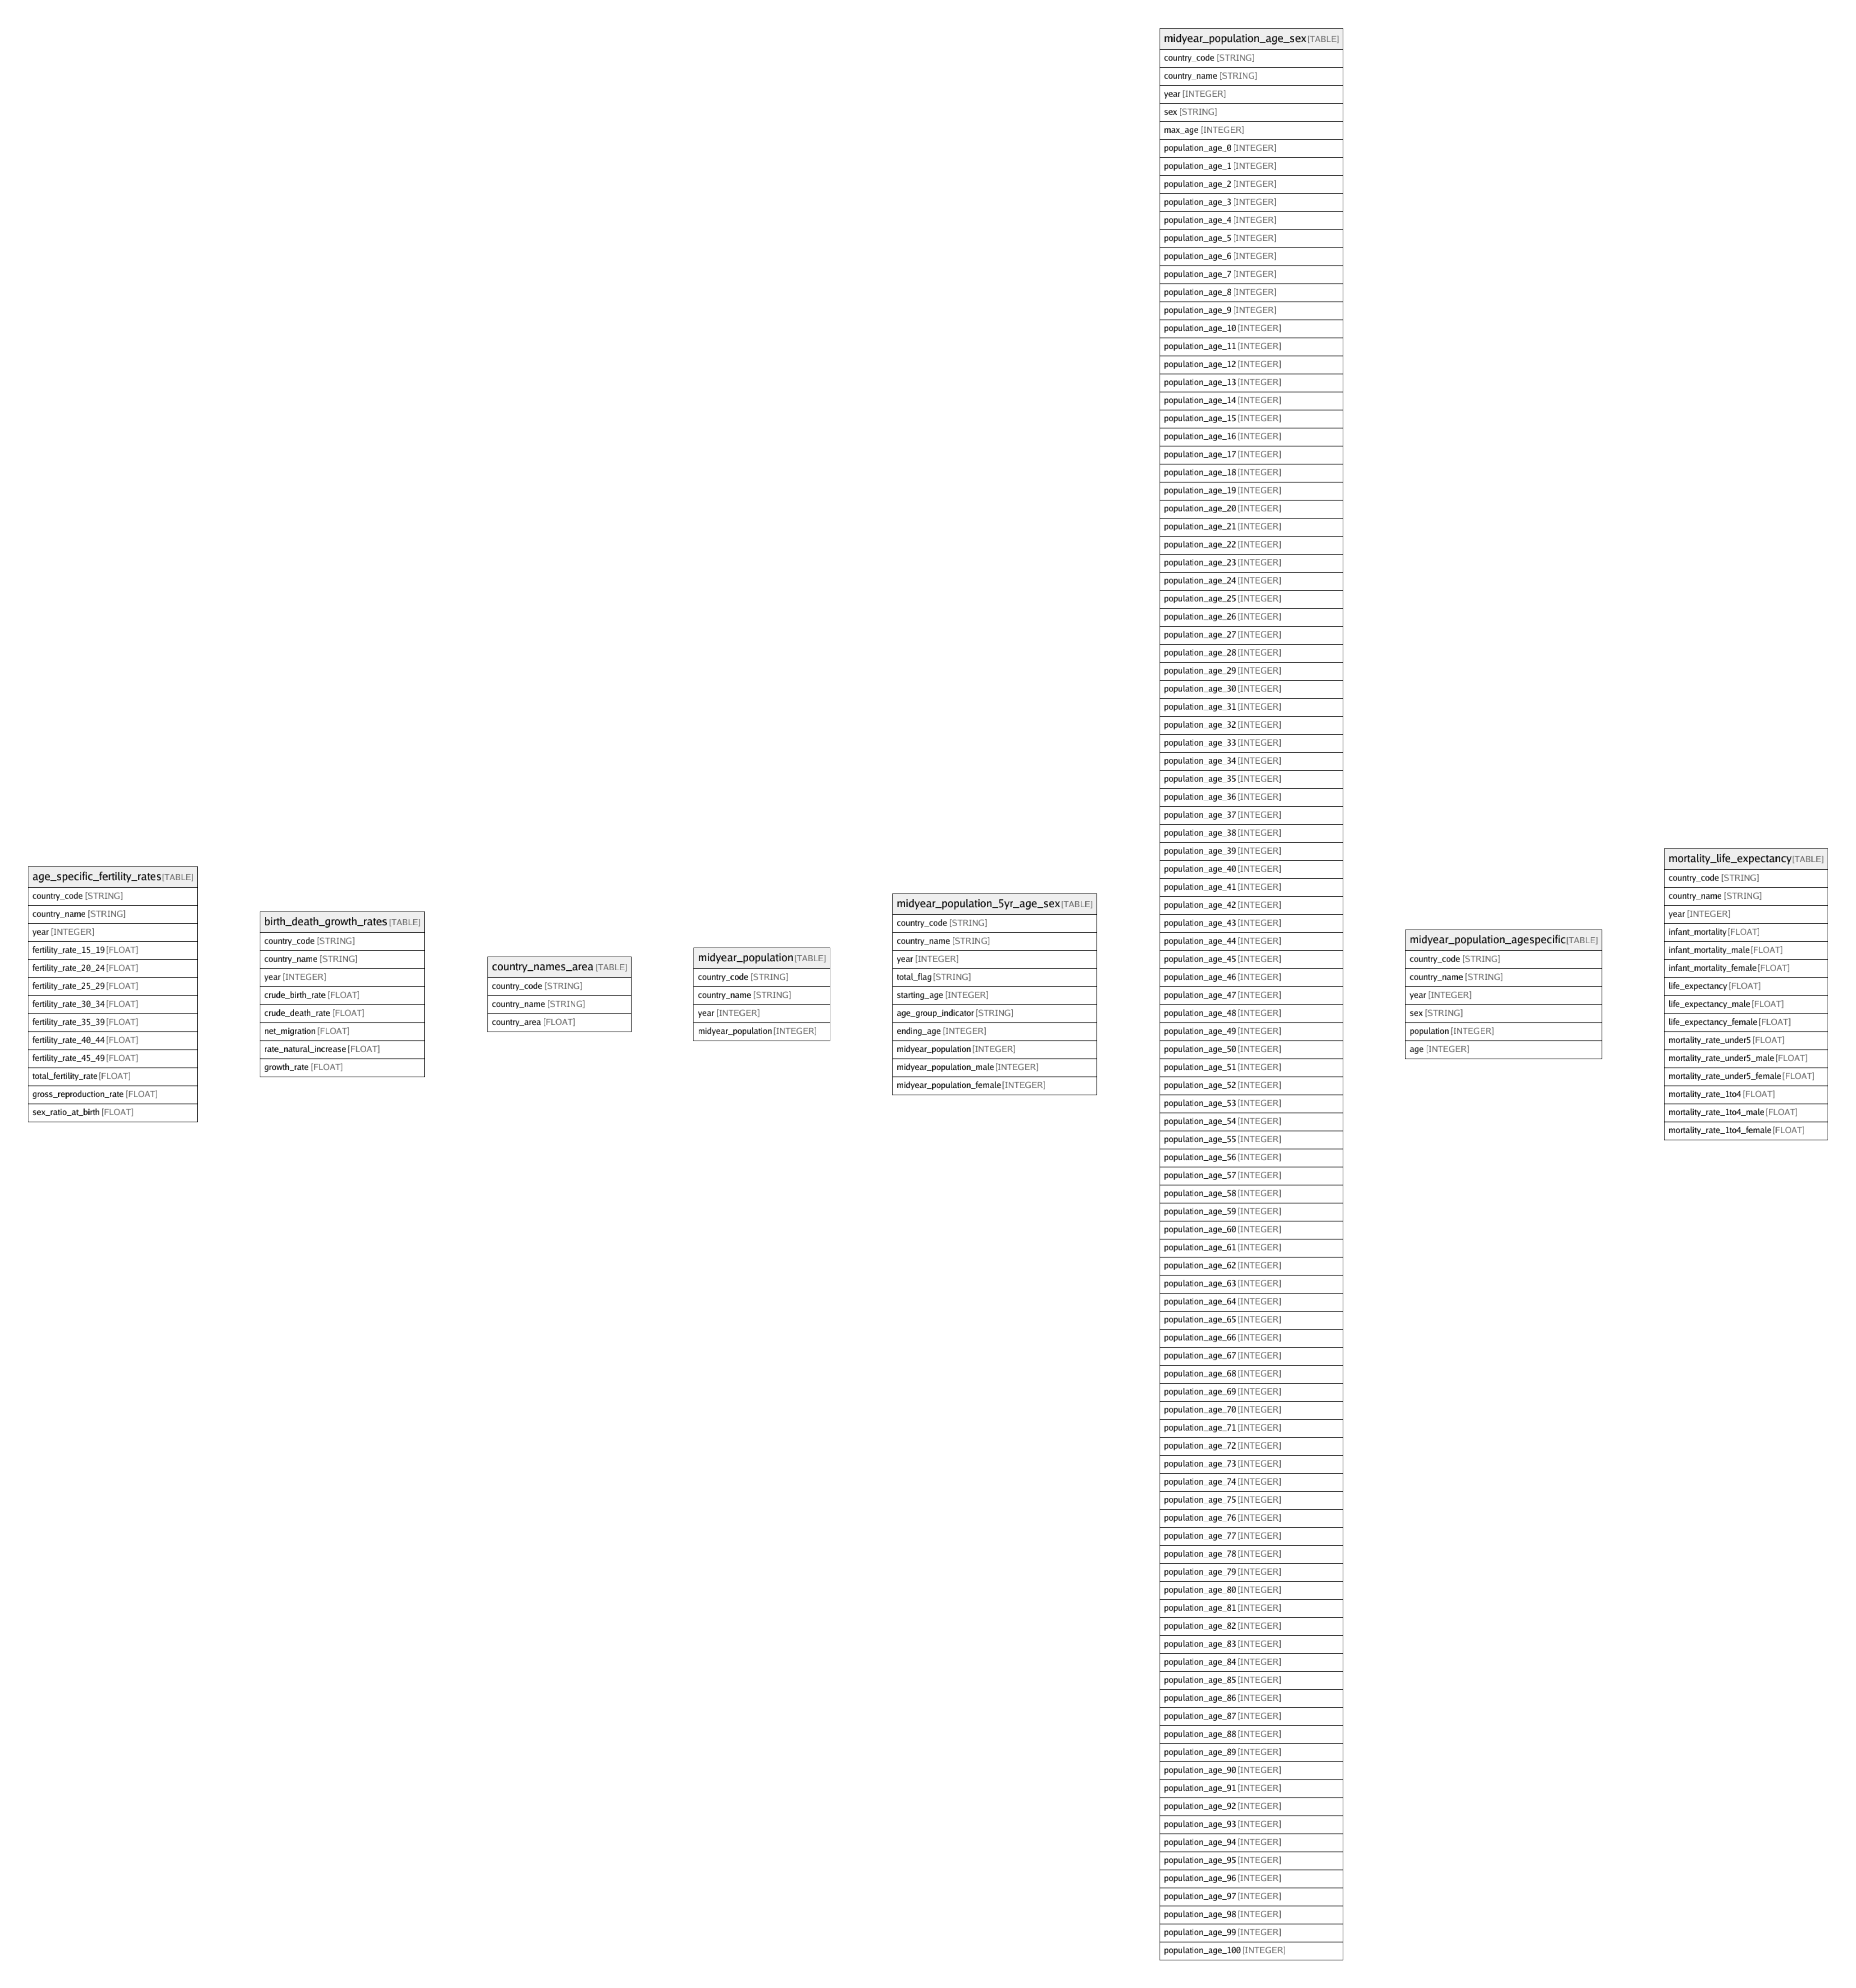 age_specific_fertility_rates [TABLE]
country_code [STRING]
country_name [STRING]
year [INTEGER]
fertility_rate_15_19 [FLOAT]
fertility_rate_20_24 [FLOAT]
fertility_rate_25_29 [FLOAT]
fertility_rate_30_34 [FLOAT]
fertility_rate_35_39 [FLOAT]
fertility_rate_40_44 [FLOAT]
fertility_rate_45_49 [FLOAT]
total_fertility_rate [FLOAT]
gross_reproduction_rate [FLOAT]
sex_ratio_at_birth [FLOAT]
birth_death_growth_rates [TABLE]
country_code [STRING]
country_name [STRING]
year [INTEGER]
crude_birth_rate [FLOAT]
crude_death_rate [FLOAT]
net_migration [FLOAT]
rate_natural_increase [FLOAT]
growth_rate [FLOAT]
country_names_area [TABLE]
country_code [STRING]
country_name [STRING]
country_area [FLOAT]
midyear_population [TABLE]
country_code [STRING]
country_name [STRING]
year [INTEGER]
midyear_population [INTEGER]
midyear_population_5yr_age_sex [TABLE]
country_code [STRING]
country_name [STRING]
year [INTEGER]
total_flag [STRING]
starting_age [INTEGER]
age_group_indicator [STRING]
ending_age [INTEGER]
midyear_population [INTEGER]
midyear_population_male [INTEGER]
midyear_population_female [INTEGER]
midyear_population_age_sex [TABLE]
country_code [STRING]
country_name [STRING]
year [INTEGER]
sex [STRING]
max_age [INTEGER]
population_age_0 [INTEGER]
population_age_1 [INTEGER]
population_age_2 [INTEGER]
population_age_3 [INTEGER]
population_age_4 [INTEGER]
population_age_5 [INTEGER]
population_age_6 [INTEGER]
population_age_7 [INTEGER]
population_age_8 [INTEGER]
population_age_9 [INTEGER]
population_age_10 [INTEGER]
population_age_11 [INTEGER]
population_age_12 [INTEGER]
population_age_13 [INTEGER]
population_age_14 [INTEGER]
population_age_15 [INTEGER]
population_age_16 [INTEGER]
population_age_17 [INTEGER]
population_age_18 [INTEGER]
population_age_19 [INTEGER]
population_age_20 [INTEGER]
population_age_21 [INTEGER]
population_age_22 [INTEGER]
population_age_23 [INTEGER]
population_age_24 [INTEGER]
population_age_25 [INTEGER]
population_age_26 [INTEGER]
population_age_27 [INTEGER]
population_age_28 [INTEGER]
population_age_29 [INTEGER]
population_age_30 [INTEGER]
population_age_31 [INTEGER]
population_age_32 [INTEGER]
population_age_33 [INTEGER]
population_age_34 [INTEGER]
population_age_35 [INTEGER]
population_age_36 [INTEGER]
population_age_37 [INTEGER]
population_age_38 [INTEGER]
population_age_39 [INTEGER]
population_age_40 [INTEGER]
population_age_41 [INTEGER]
population_age_42 [INTEGER]
population_age_43 [INTEGER]
population_age_44 [INTEGER]
population_age_45 [INTEGER]
population_age_46 [INTEGER]
population_age_47 [INTEGER]
population_age_48 [INTEGER]
population_age_49 [INTEGER]
population_age_50 [INTEGER]
population_age_51 [INTEGER]
population_age_52 [INTEGER]
population_age_53 [INTEGER]
population_age_54 [INTEGER]
population_age_55 [INTEGER]
population_age_56 [INTEGER]
population_age_57 [INTEGER]
population_age_58 [INTEGER]
population_age_59 [INTEGER]
population_age_60 [INTEGER]
population_age_61 [INTEGER]
population_age_62 [INTEGER]
population_age_63 [INTEGER]
population_age_64 [INTEGER]
population_age_65 [INTEGER]
population_age_66 [INTEGER]
population_age_67 [INTEGER]
population_age_68 [INTEGER]
population_age_69 [INTEGER]
population_age_70 [INTEGER]
population_age_71 [INTEGER]
population_age_72 [INTEGER]
population_age_73 [INTEGER]
population_age_74 [INTEGER]
population_age_75 [INTEGER]
population_age_76 [INTEGER]
population_age_77 [INTEGER]
population_age_78 [INTEGER]
population_age_79 [INTEGER]
population_age_80 [INTEGER]
population_age_81 [INTEGER]
population_age_82 [INTEGER]
population_age_83 [INTEGER]
population_age_84 [INTEGER]
population_age_85 [INTEGER]
population_age_86 [INTEGER]
population_age_87 [INTEGER]
population_age_88 [INTEGER]
population_age_89 [INTEGER]
population_age_90 [INTEGER]
population_age_91 [INTEGER]
population_age_92 [INTEGER]
population_age_93 [INTEGER]
population_age_94 [INTEGER]
population_age_95 [INTEGER]
population_age_96 [INTEGER]
population_age_97 [INTEGER]
population_age_98 [INTEGER]
population_age_99 [INTEGER]
population_age_100 [INTEGER]
midyear_population_agespecific [TABLE]
country_code [STRING]
country_name [STRING]
year [INTEGER]
sex [STRING]
population [INTEGER]
age [INTEGER]
mortality_life_expectancy [TABLE]
country_code [STRING]
country_name [STRING]
year [INTEGER]
infant_mortality [FLOAT]
infant_mortality_male [FLOAT]
infant_mortality_female [FLOAT]
life_expectancy [FLOAT]
life_expectancy_male [FLOAT]
life_expectancy_female [FLOAT]
mortality_rate_under5 [FLOAT]
mortality_rate_under5_male [FLOAT]
mortality_rate_under5_female [FLOAT]
mortality_rate_1to4 [FLOAT]
mortality_rate_1to4_male [FLOAT]
mortality_rate_1to4_female [FLOAT]